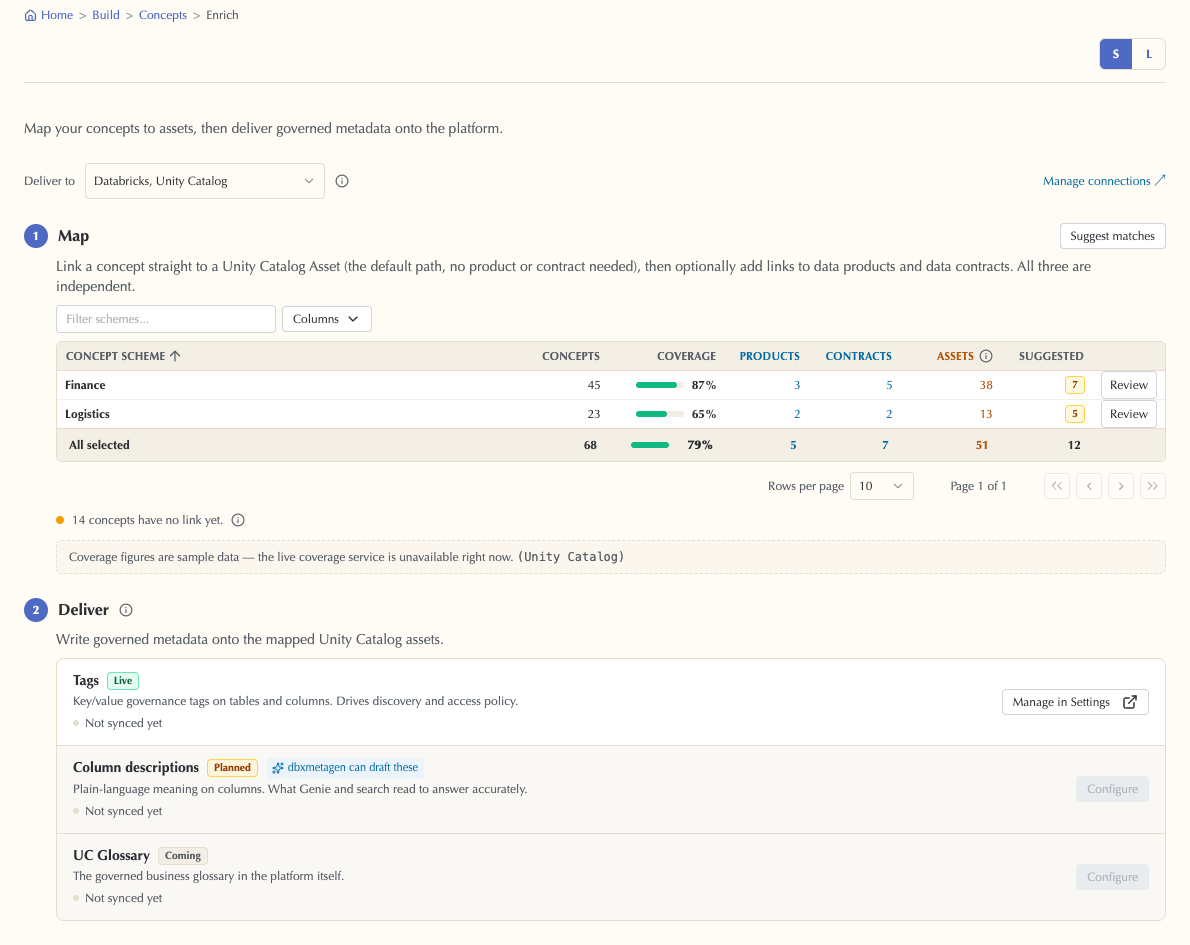 Home > Build > Concepts > Enrich
S L
Map your concepts to assets, then deliver governed metadata onto the platform.
Deliver to Databricks, Unity Catalog Manage connections
1 Map Suggest matches
Link a concept straight to a Unity Catalog Asset (the default path, no product or contract needed), then optionally add links to data products and data contracts. All three are
independent.
Filter schemes... Columns
CONCEPT SCHEME CONCEPTS COVERAGE PRODUCTS CONTRACTS ASSETS SUGGESTED
Finance 45 87% 3 5 38 7 Review
Logistics 23 65% 2 2 13 5 Review
All selected 68 79% 5 7 51 12
Rows per page 10 Page 1 of 1
14 concepts have no link yet.
Coverage figures are sample data — the live coverage service is unavailable right now. (Unity Catalog)
2 Deliver
Write governed metadata onto the mapped Unity Catalog assets.
Tags Live
Key/value governance tags on tables and columns. Drives discovery and access policy.
Manage in Settings
Not synced yet
Column descriptions Planned dbxmetagen can draft these
Plain-language meaning on columns. What Genie and search read to answer accurately.
Configure
Not synced yet
UC Glossary Coming
The governed business glossary in the platform itself.
Configure
Not synced yet